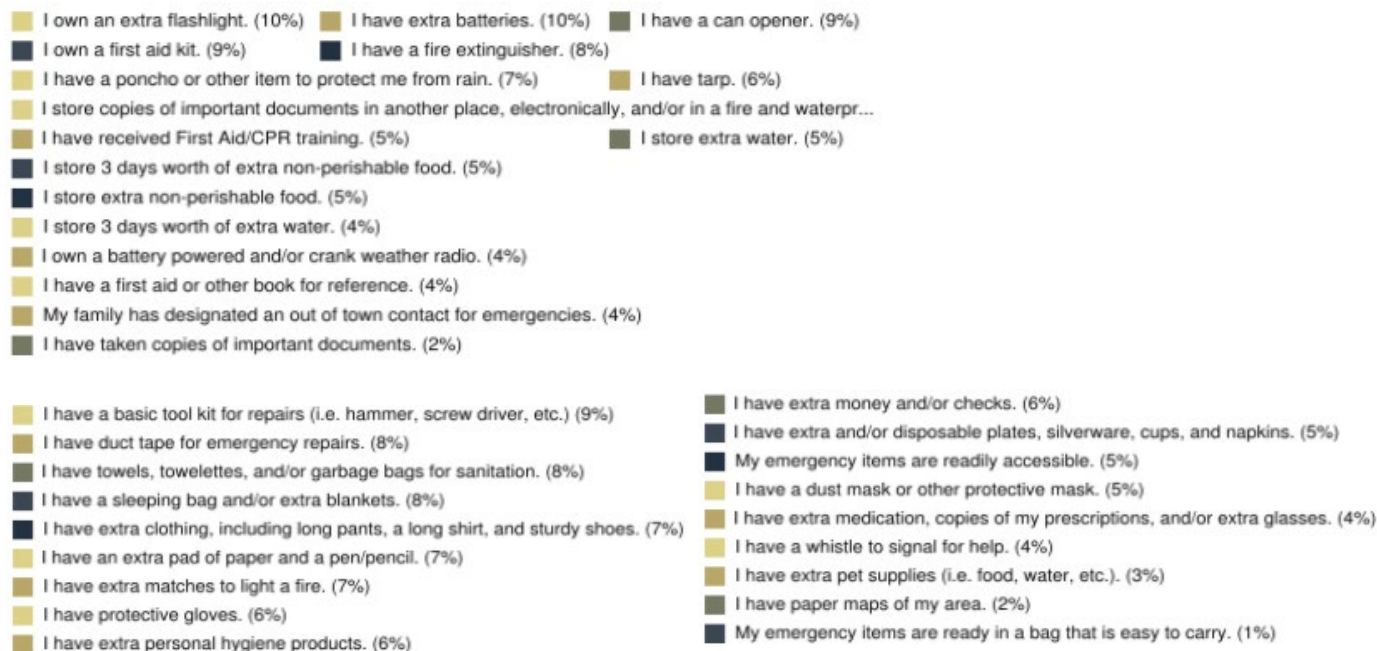 I own an extra flashlight. (10%) I have extra batteries. (10%) I have a can opener. (9%)
I own a first aid kit. (9%) I have a fire extinguisher. (8%)
I have a poncho or other item to protect me from rain. (7%) I have tarp. (6%)
I store copies of important documents in another place, electronically, and/or in a fire and waterpr...
I have received First Aid/CPR training. (5%) I store extra water. (5%)
I store 3 days worth of extra non-perishable food. (5%)
I store extra non-perishable food. (5%)
I store 3 days worth of extra water. (4%)
I own a battery powered and/or crank weather radio. (4%)
I have a first aid or other book for reference. (4%)
My family has designated an out of town contact for emergencies. (4%)
I have taken copies of important documents. (2%)
I have a basic tool kit for repairs (i.e. hammer, screw driver, etc.) (9%)
I have duct tape for emergency repairs. (8%)
I have towels, towelettes, and/or garbage bags for sanitation. (8%)
I have a sleeping bag and/or extra blankets. (8%)
I have extra clothing, including long pants, a long shirt, and sturdy shoes. (7%)
I have an extra pad of paper and a pen/pencil. (7%)
I have extra matches to light a fire. (7%)
I have protective gloves. (6%)
I have extra personal hygiene products. (6%)
I have extra money and/or checks. (6%)
I have extra and/or disposable plates, silverware, cups, and napkins. (5%)
My emergency items are readily accessible. (5%)
I have a dust mask or other protective mask. (5%)
I have extra medication, copies of my prescriptions, and/or extra glasses. (4%)
I have a whistle to signal for help. (4%)
I have extra pet supplies (i.e. food, water, etc.). (3%)
I have paper maps of my area. (2%)
My emergency items are ready in a bag that is easy to carry. (1%)